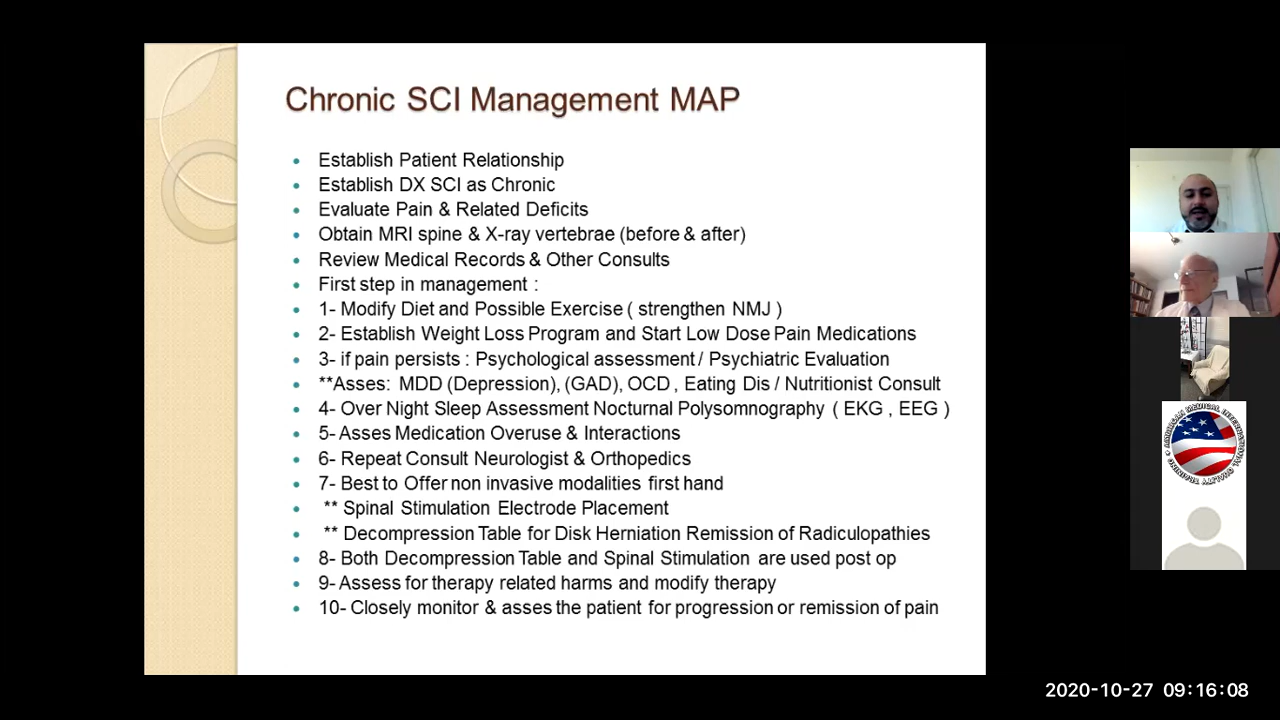 Chronic SCI Management MAP
• Establish Patient Relationship
• Establish DX SCI as Chronic
• Evaluate Pain & Related Deficits
• Obtain MRI spine & X-ray vertebrae (before & after)
• Review Medical Records & Other Consults
• First step in management :
• 1- Modify Diet and Possible Exercise ( strengthen NMJ )
• 2- Establish Weight Loss Program and Start Low Dose Pain Medications
• 3- if pain persists : Psychological assessment / Psychiatric Evaluation
• **Asses: MDD (Depression), (GAD), OCD , Eating Dis / Nutritionist Consult
• 4- Over Night Sleep Assessment Nocturnal Polysomnography ( EKG , EEG )
• 5- Asses Medication Overuse & Interactions
• 6- Repeat Consult Neurologist & Orthopedics
• 7- Best to Offer non invasive modalities first hand
• ** Spinal Stimulation Electrode Placement
• ** Decompression Table for Disk Herniation Remission of Radiculopathies
• 8- Both Decompression Table and Spinal Stimulation are used post op
• 9- Assess for therapy related harms and modify therapy
• 10- Closely monitor & asses the patient for progression or remission of pain
AMERICAN MEDICAL INTERNATIONAL
2020-10-27 09:16:08